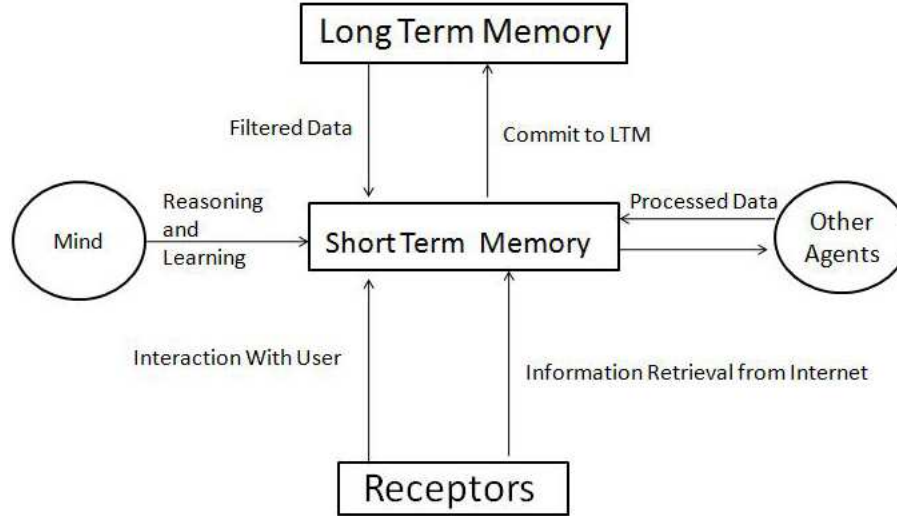 Long Term Memory
Filtered Data
Commit to LTM
Reasoning
and
Learning
Mind
Short Term Memory
Processed Data
Other
Agents
Interaction With User
Information Retrieval from Internet
Receptors